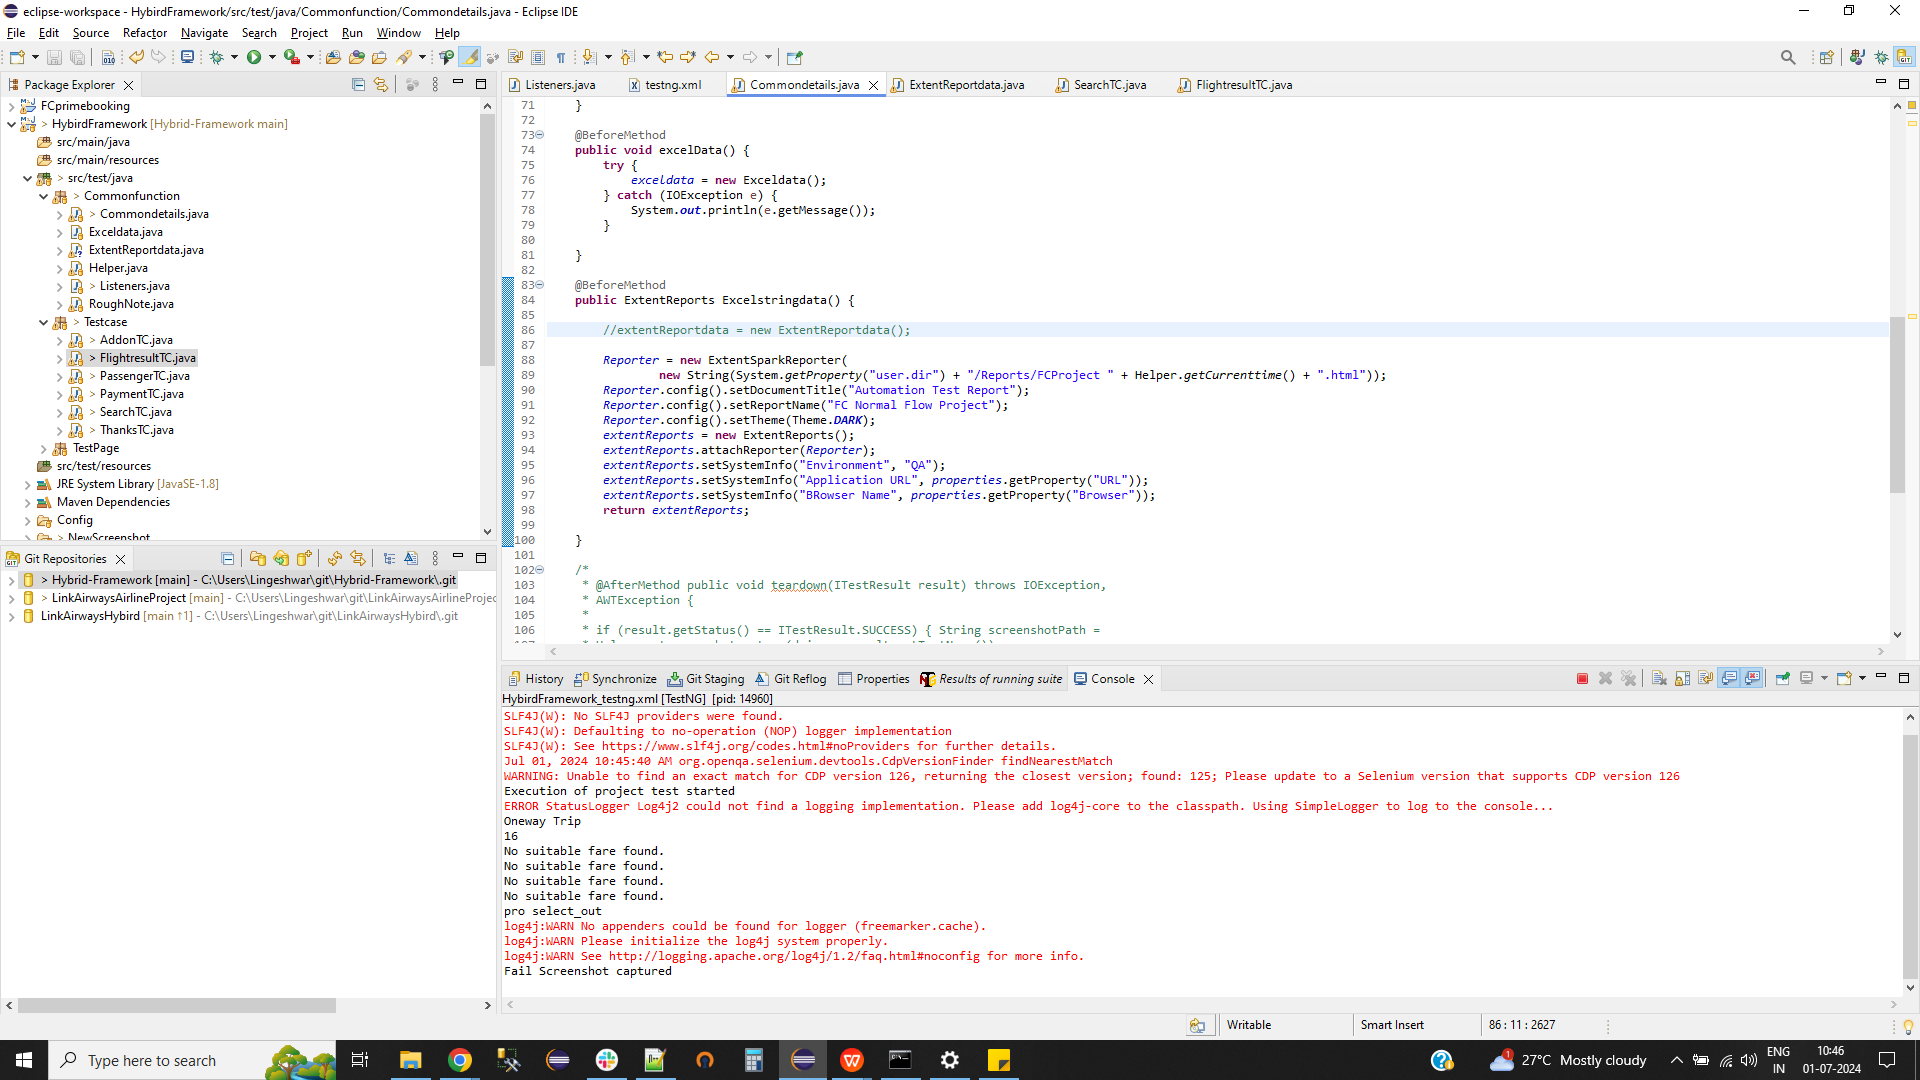 eclipse-workspace - HybirdFramework/src/test/java/Commonfunction/Commondetails.java - Eclipse IDE
File Edit Source Refactor Navigate Search Project Run Window Help
Package Explorer
FCprimebooking
> HybirdFramework [Hybrid-Framework main]
src/main/java
src/main/resources
> src/test/java
> Commonfunction
> Commondetails.java
Exceldata.java
ExtentReportdata.java
Helper.java
> Listeners.java
RoughNote.java
> Testcase
> AddonTC.java
> FlightresultTC.java
> PassengerTC.java
> PaymentTC.java
> SearchTC.java
> ThanksTC.java
TestPage
src/test/resources
JRE System Library [JavaSE-1.8]
Maven Dependencies
Config
> NewScreenshot
Git Repositories
> Hybrid-Framework [main] - C:\Users\Lingeshwar\git\Hybrid-Framework\.git
> LinkAirwaysAirlineProject [main] - C:\Users\Lingeshwar\git\LinkAirwaysAirlineProjec
LinkAirwaysHybird [main ↑1] - C:\Users\Lingeshwar\git\LinkAirwaysHybird\.git
Listeners.java testng.xml Commondetails.java ExtentReportdata.java SearchTC.java FlightresultTC.java
71 }
72
73 @BeforeMethod
74 public void excelData() {
75 try {
76 exceldata = new Exceldata();
77 } catch (IOException e) {
78 System.out.println(e.getMessage());
79 }
80
81 }
82
83 @BeforeMethod
84 public ExtentReports Excelstringdata() {
85
86 //extentReportdata = new ExtentReportdata();
87
88 Reporter = new ExtentSparkReporter(
89 new String(System.getProperty("user.dir") + "/Reports/FCProject " + Helper.getCurrenttime() + ".html"));
90 Reporter.config().setDocumentTitle("Automation Test Report");
91 Reporter.config().setReportName("FC Normal Flow Project");
92 Reporter.config().setTheme(Theme.DARK);
93 extentReports = new ExtentReports();
94 extentReports.attachReporter(Reporter);
95 extentReports.setSystemInfo("Environment", "QA");
96 extentReports.setSystemInfo("Application URL", properties.getProperty("URL"));
97 extentReports.setSystemInfo("BROwser Name", properties.getProperty("Browser"));
98 return extentReports;
99
100 }
101
102 /*
103 * @AfterMethod public void teardown(ITestResult result) throws IOException,
104 * AWTException {
105 *
106 * if (result.getStatus() == ITestResult.SUCCESS) { String screenshotPath =
History Synchronize Git Staging Git Reflog Properties Results of running suite Console
HybirdFramework_testng.xml [TestNG] [pid: 14960]
SLF4J(W): No SLF4J providers were found.
SLF4J(W): Defaulting to no-operation (NOP) logger implementation
SLF4J(W): See https://www.slf4j.org/codes.html#noProviders for further details.
Jul 01, 2024 10:45:40 AM org.openqa.selenium.devtools.CdpVersionFinder findNearestMatch
WARNING: Unable to find an exact match for CDP version 126, returning the closest version; found: 125; Please update to a Selenium version that supports CDP version 126
Execution of project test started
ERROR StatusLogger Log4j2 could not find a logging implementation. Please add log4j-core to the classpath. Using SimpleLogger to log to the console...
Oneway Trip
16
No suitable fare found.
No suitable fare found.
No suitable fare found.
No suitable fare found.
pro select_out
log4j:WARN No appenders could be found for logger (freemarker.cache).
log4j:WARN Please initialize the log4j system properly.
log4j:WARN See http://logging.apache.org/log4j/1.2/faq.html#noconfig for more info.
Fail Screenshot captured
Writable Smart Insert 86 : 11 : 2627
Type here to search
27°C Mostly cloudy
ENG
IN
10:46
01-07-2024